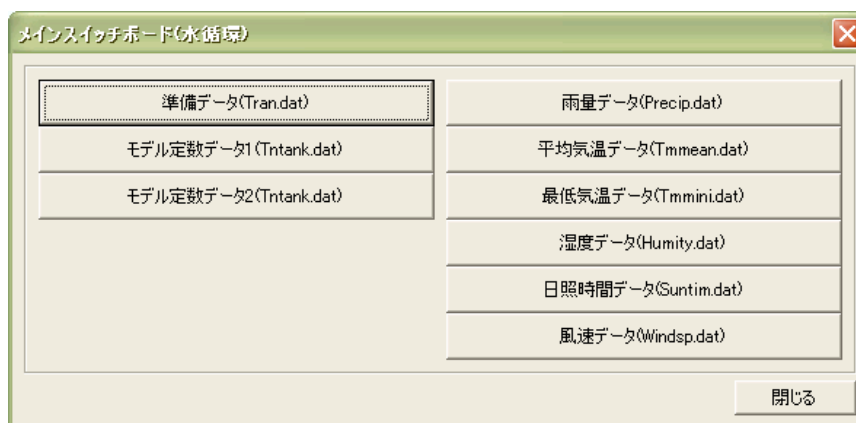 メインスイッチボード(水循環)
準備データ(Tran.dat)
モデル定数データ1(Tntank.dat)
モデル定数データ2(Tntank.dat)
雨量データ(Precip.dat)
平均気温データ(Tmmean.dat)
最低気温データ(Tmmini.dat)
湿度データ(Humity.dat)
日照時間データ(Suntim.dat)
風速データ(Windsp.dat)
閉じる